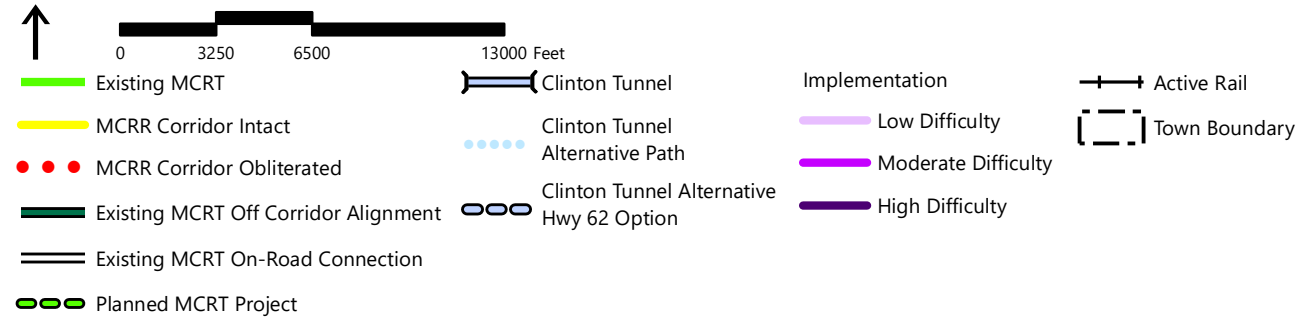 0 3250 6500 13000 Feet
Existing MCRT
MCRR Corridor Intact
MCRR Corridor Obliterated
Existing MCRT Off Corridor Alignment
Existing MCRT On-Road Connection
Planned MCRT Project
Clinton Tunnel
Clinton Tunnel
Alternative Path
Clinton Tunnel Alternative
Hwy 62 Option
Implementation
Low Difficulty
Moderate Difficulty
High Difficulty
Active Rail
Town Boundary